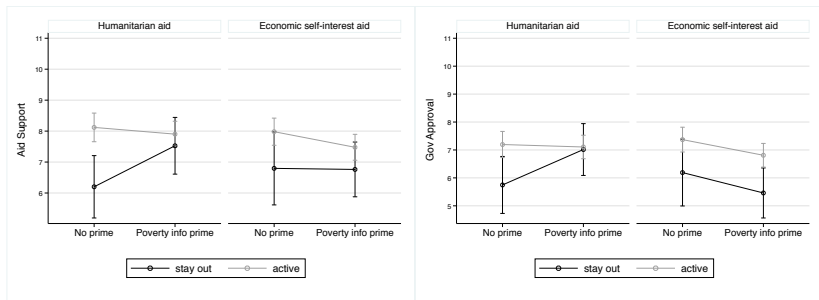 Humanitarian aid
Economic self-interest aid
11
10
9
8
7
6
Aid Support
No prime
Poverty info prime
No prime
Poverty info prime
stay out
active
Humanitarian aid
Economic self-interest aid
11
10
9
8
7
6
5
Gov Approval
No prime
Poverty info prime
No prime
Poverty info prime
stay out
active